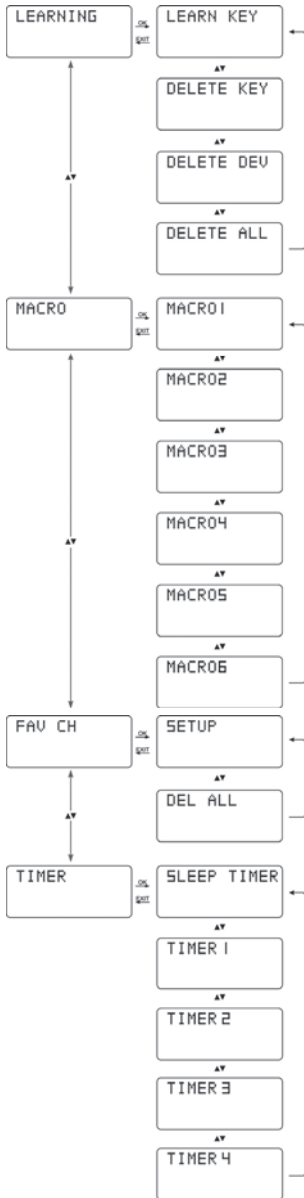 LEARNING
OK
EXIT
LEARN KEY
DELETE KEY
DELETE DEV
DELETE ALL
MACRO
OK
EXIT
MACRO1
MACRO2
MACRO3
MACRO4
MACRO5
MACRO6
FAV CH
OK
EXIT
SETUP
DEL ALL
TIMER
OK
EXIT
SLEEP TIMER
TIMER 1
TIMER 2
TIMER 3
TIMER 4